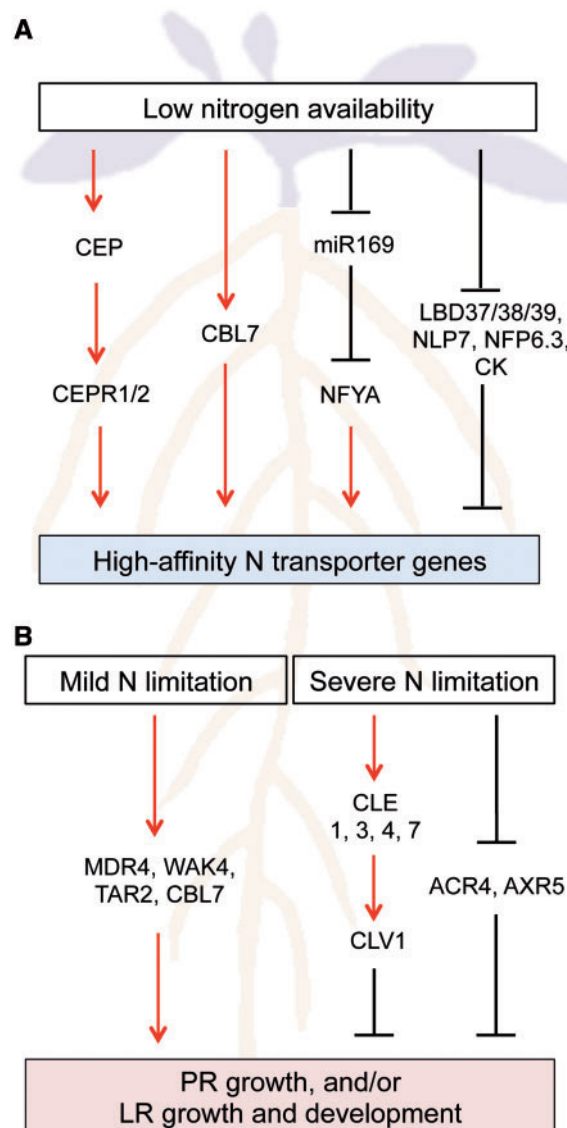 A
Low nitrogen availability
CEP
CEPR1/2
CBL7
miR169
NFYA
LBD37/38/39,
NLP7, NFP6.3,
CK
High-affinity N transporter genes
B
Mild N limitation
Severe N limitation
MDR4, WAK4,
TAR2, CBL7
CLE
1, 3, 4, 7
CLV1
ACR4, AXR5
PR growth, and/or
LR growth and development